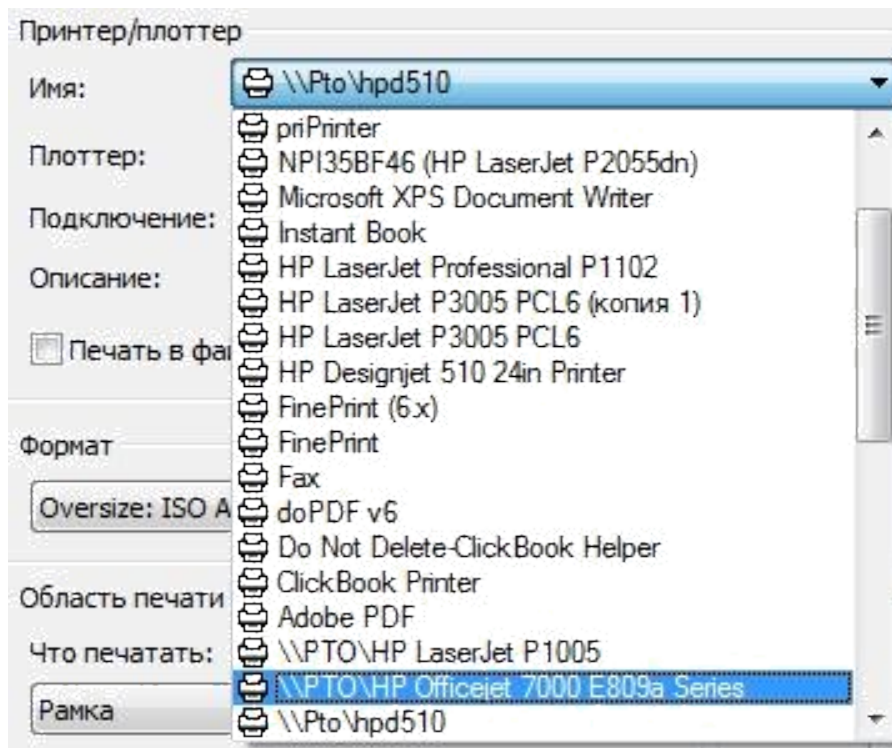 Принтер/плоттер
Имя:
\\Pto\hpd510
priPrinter
NPI35BF46 (HP LaserJet P2055dn)
Плоттер:
Microsoft XPS Document Writer
Подключение:
Instant Book
HP LaserJet Professional P1102
Описание:
HP LaserJet P3005 PCL6 (копия 1)
HP LaserJet P3005 PCL6
Печать в фа
HP Designjet 510 24in Printer
FinePrint (6.x)
FinePrint
Формат
Fax
Oversize: ISO A
doPDF v6
Do Not Delete-ClickBook Helper
ClickBook Printer
Область печати
Adobe PDF
Что печатать:
\\PTO\HP LaserJet P1005
\\PTO\HP Officejet 7000 E809a Series
Рамка
\\Pto\hpd510